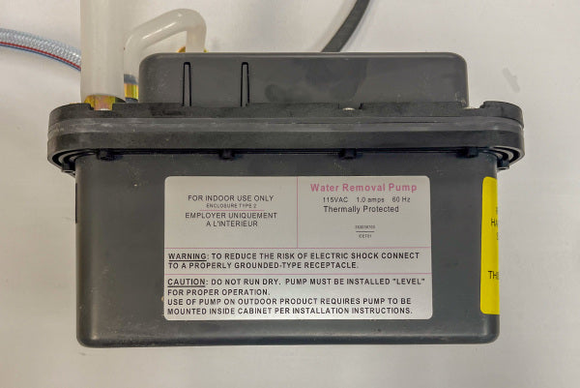 FOR INDOOR USE ONLY
ENCLOSURE TYPE 2
EMPLOYER UNIQUEMENT
A L'INTERIEUR
Water Removal Pump
115VAC 1.0 amps 60 Hz
Thermally Protected
WARNING: TO REDUCE THE RISK OF ELECTRIC SHOCK CONNECT
TO A PROPERLY GROUNDED-TYPE RECEPTACLE.
CAUTION: DO NOT RUN DRY. PUMP MUST BE INSTALLED "LEVEL"
FOR PROPER OPERATION.
USE OF PUMP ON OUTDOOR PRODUCT REQUIRES PUMP TO BE
MOUNTED INSIDE CABINET PER INSTALLATION INSTRUCTIONS.